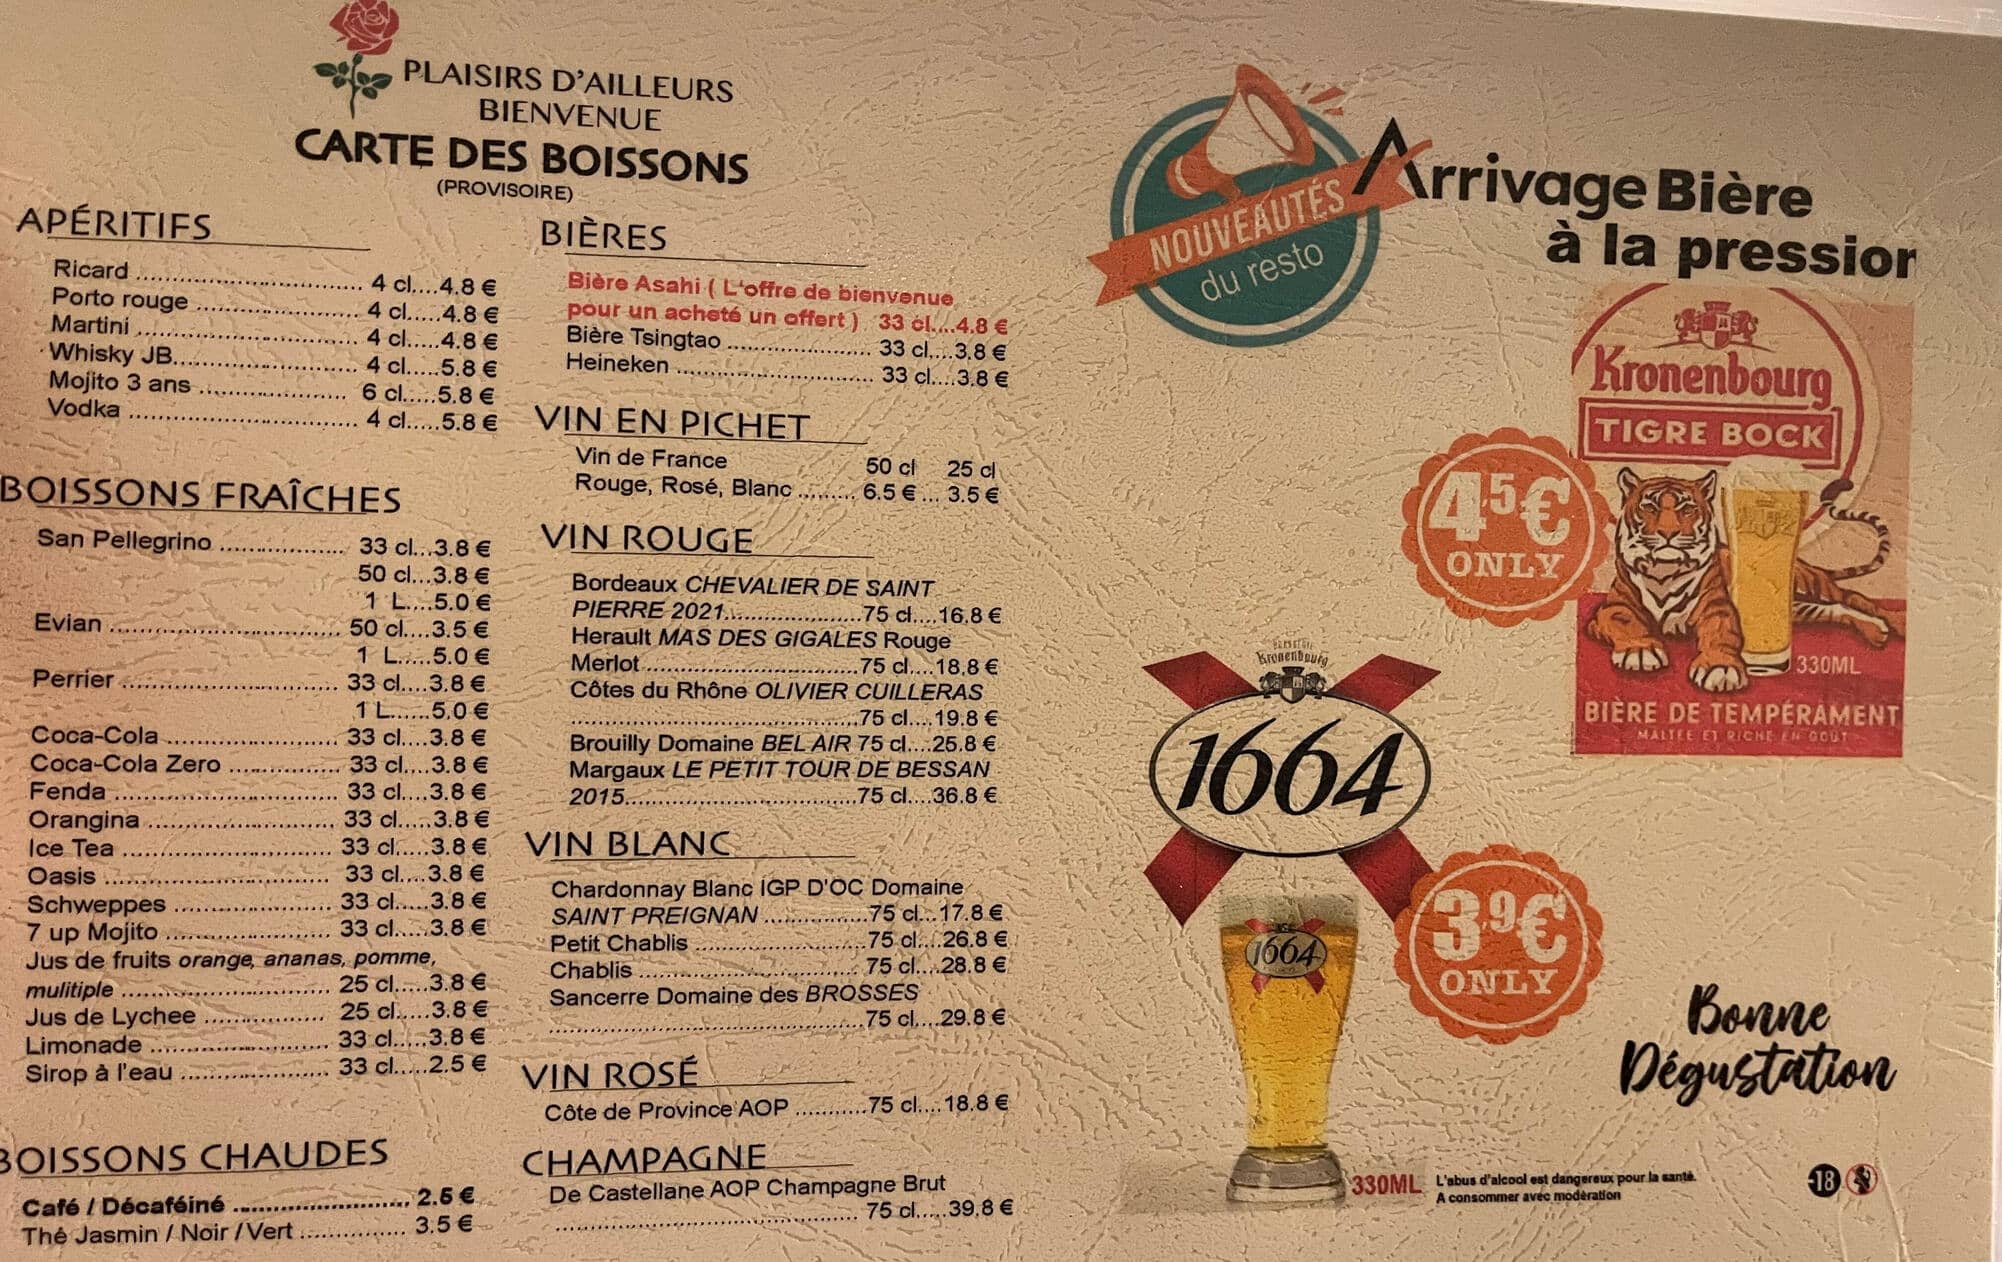 PLAISIRS D'AILLEURS
BIENVENUE
CARTE DES BOISSONS
(PROVISOIRE)
APÉRITIFS
Ricard ........................ 4 cl....4.8 €
Porto rouge ................. 4 cl.....4.8 €
Martini ........................ 4 cl.....4.8 €
Whisky JB.................... 4 cl.....5.8 €
Mojito 3 ans ................ 6 cl.....5.8 €
Vodka ......................... 4 cl.....5.8 €
BOISSONS FRAÎCHES
San Pellegrino ................ 33 cl...3.8 €
50 cl...3.8 €
1 L....5.0 €
Evian .......................... 50 cl....3.5 €
1 L.....5.0 €
Perrier ......................... 33 cl....3.8 €
1 L......5.0 €
Coca-Cola .................... 33 cl....3.8 €
Coca-Cola Zero ............. 33 cl....3.8 €
Fenda .......................... 33 cl....3.8 €
Orangina ...................... 33 cl.....3.8 €
Ice Tea ........................ 33 cl.....3.8 €
Oasis .......................... 33 cl....3.8 €
Schweppes .................. 33 cl.....3.8 €
7 up Mojito ................... 33 cl.....3.8 €
Jus de fruits orange, ananas, pomme,
mulitiple ........................ 25 cl.....3.8 €
Jus de Lychee .............. 25 cl.....3.8 €
Limonade ..................... 33 cl.....3.8 €
Sirop à l'eau ................. 33 cl.....2.5 €
BOISSONS CHAUDES
Café / Décaféiné ........................ 2.5 €
Thé Jasmin / Noir / Vert ............... 3.5 €
BIÈRES
Bière Asahi ( L'offre de bienvenue
pour un acheté un offert ) 33 cl....4.8 €
Bière Tsingtao .................. 33 cl....3.8 €
Heineken ......................... 33 cl....3.8 €
VIN EN PICHET
Vin de France 50 cl 25 cl
Rouge, Rosé, Blanc ......... 6.5 € ... 3.5 €
VIN ROUGE
Bordeaux CHEVALIER DE SAINT
PIERRE 2021.....................75 cl....16.8 €
Herault MAS DES GIGALES Rouge
Merlot ...............................75 cl....18.8 €
Côtes du Rhône OLIVIER CUILLERAS
..........................................75 cl....19.8 €
Brouilly Domaine BEL AIR 75 cl....25.8 €
Margaux LE PETIT TOUR DE BESSAN
2015...................................75 cl....36.8 €
VIN BLANC
Chardonnay Blanc IGP D'OC Domaine
SAINT PREIGNAN ...............75 cl...17.8 €
Petit Chablis .........................75 cl....26.8 €
Chablis ............................... 75 cl....28.8 €
Sancerre Domaine des BROSSES
.............................................75 cl....29.8 €
VIN ROSÉ
Côte de Province AOP ...........75 cl....18.8 €
CHAMPAGNE
De Castellane AOP Champagne Brut
............................................ 75 cl.....39.8 €
NOUVEAUTÉS
du resto
Arrivage Bière
à la pression
Kronenbourg
TIGRE BOCK
4.5€
ONLY
330ML
BIÈRE DE TEMPÉRAMENT
MALTÉE ET RICHE EN GOÛT
BRASSERIE
Kronenbourg
1664
1664
3.9€
ONLY
330ML
Bonne
Dégustation
L'abus d'alcool est dangereux pour la santé.
A consommer avec modération
-18